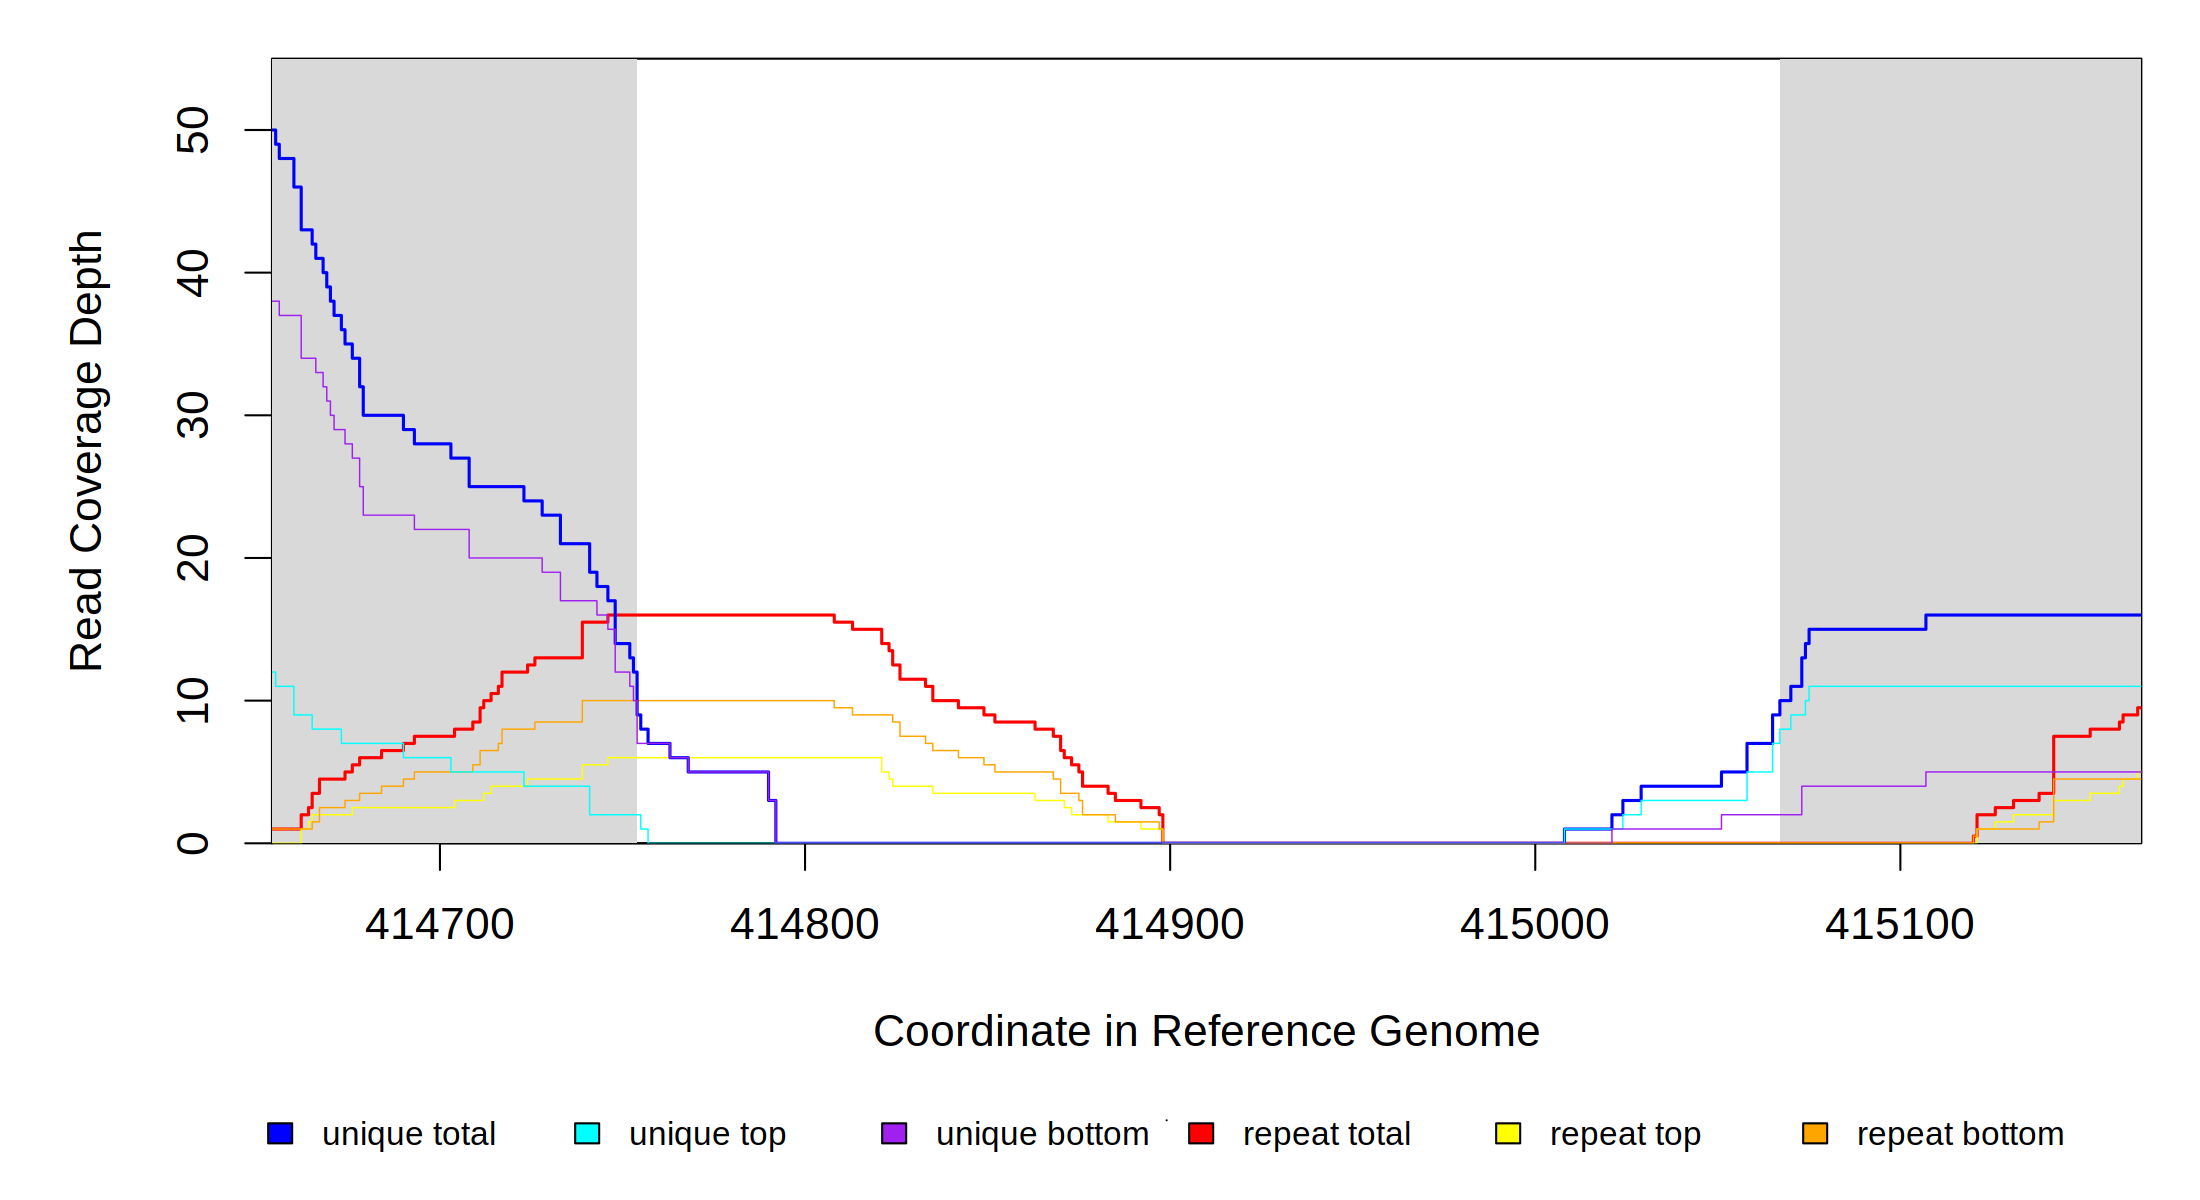 Read Coverage Depth
50
40
30
20
10
0
414700 414800 414900 415000 415100
Coordinate in Reference Genome
unique total unique top unique bottom repeat total repeat top repeat bottom